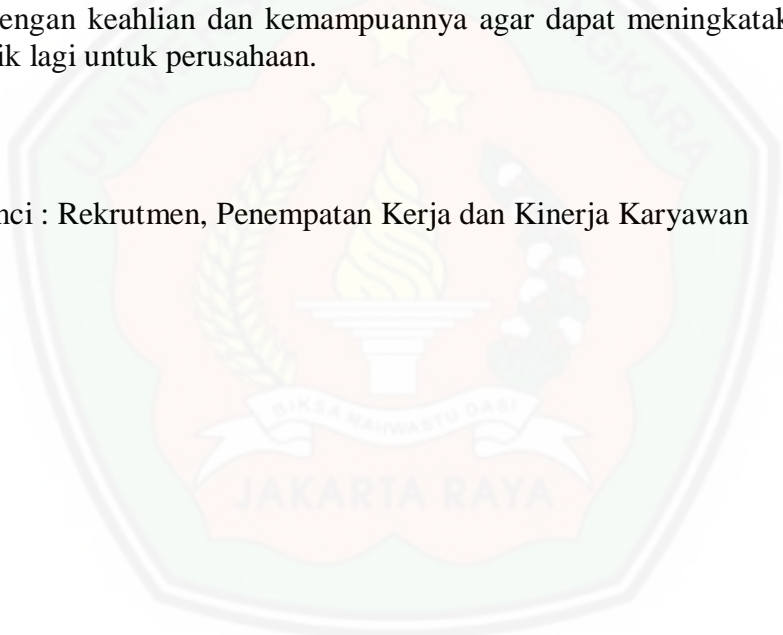 engan keahlian dan kemampuannya agar dapat meningkatak
ik lagi untuk perusahaan.
nci : Rekrutmen, Penempatan Kerja dan Kinerja Karyawan
BIKSA MAHWASTU DASI
JAKARTA RAYA